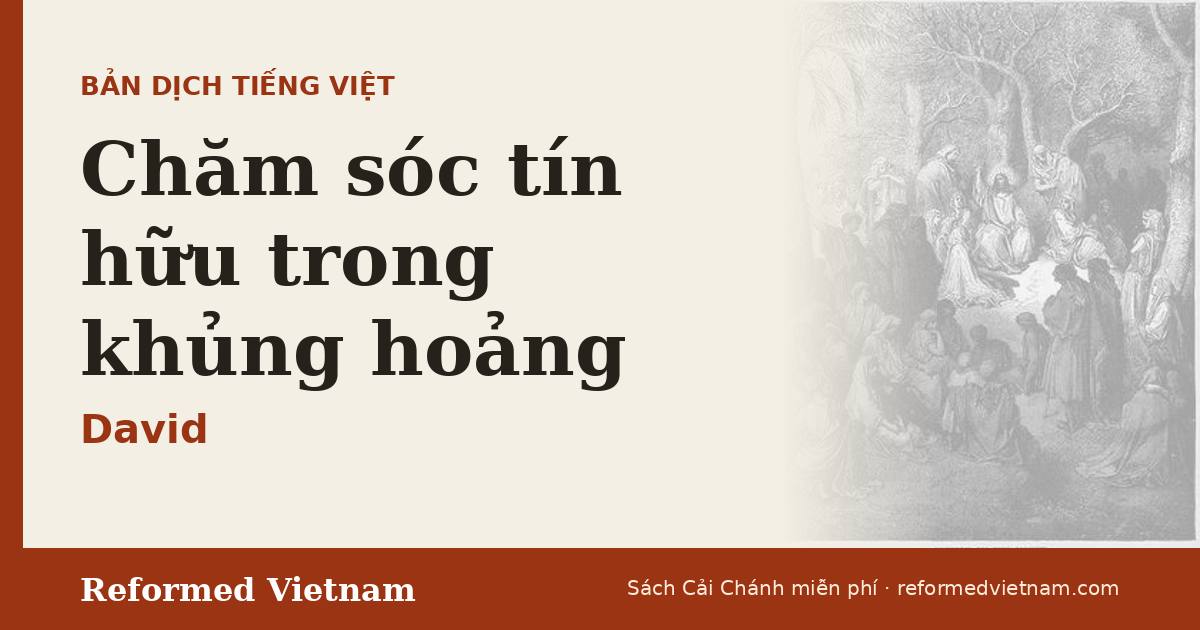 BẢN DỊCH TIẾNG VIỆT
Chăm sóc tín
hữu trong
khủng hoảng
David
Reformed Vietnam
Sách Cải Chánh miễn phí · reformedvietnam.com